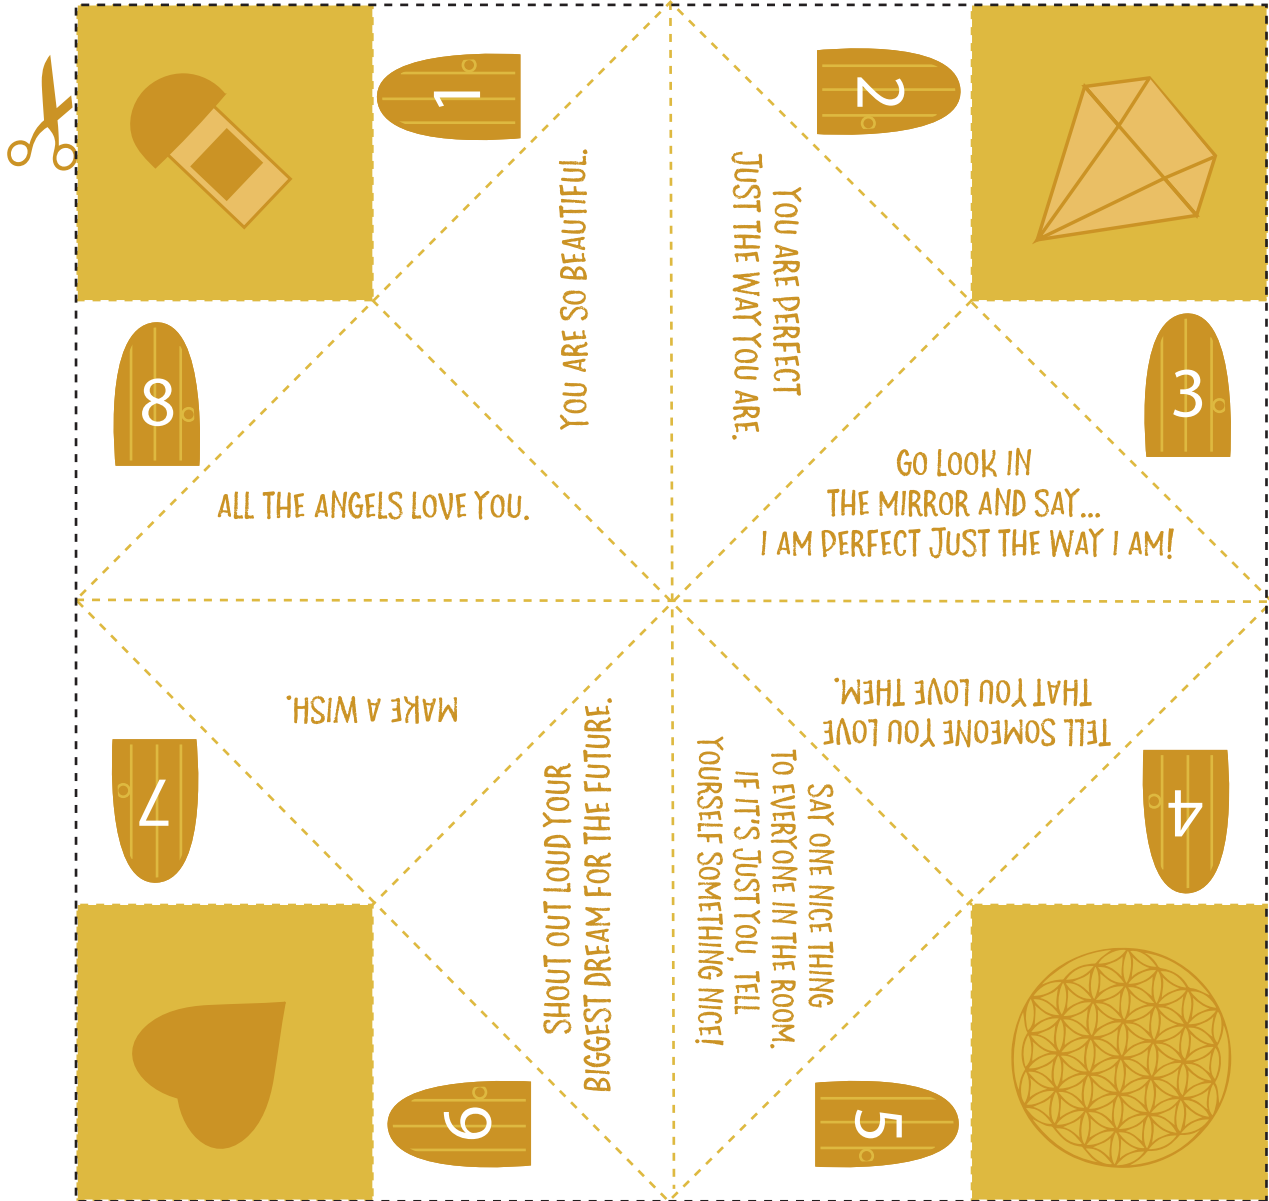 1
YOU ARE SO BEAUTIFUL.
2
YOU ARE PERFECT
JUST THE WAY YOU ARE.
3
GO LOOK IN
THE MIRROR AND SAY...
I AM PERFECT JUST THE WAY I AM!
4
TELL SOMEONE YOU LOVE
THAT YOU LOVE THEM.
5
SAY ONE NICE THING
TO EVERYONE IN THE ROOM.
IF IT'S JUST YOU, TELL
YOURSELF SOMETHING NICE!
6
SHOUT OUT LOUD YOUR
BIGGEST DREAM FOR THE FUTURE.
7
MAKE A WISH.
8
ALL THE ANGELS LOVE YOU.